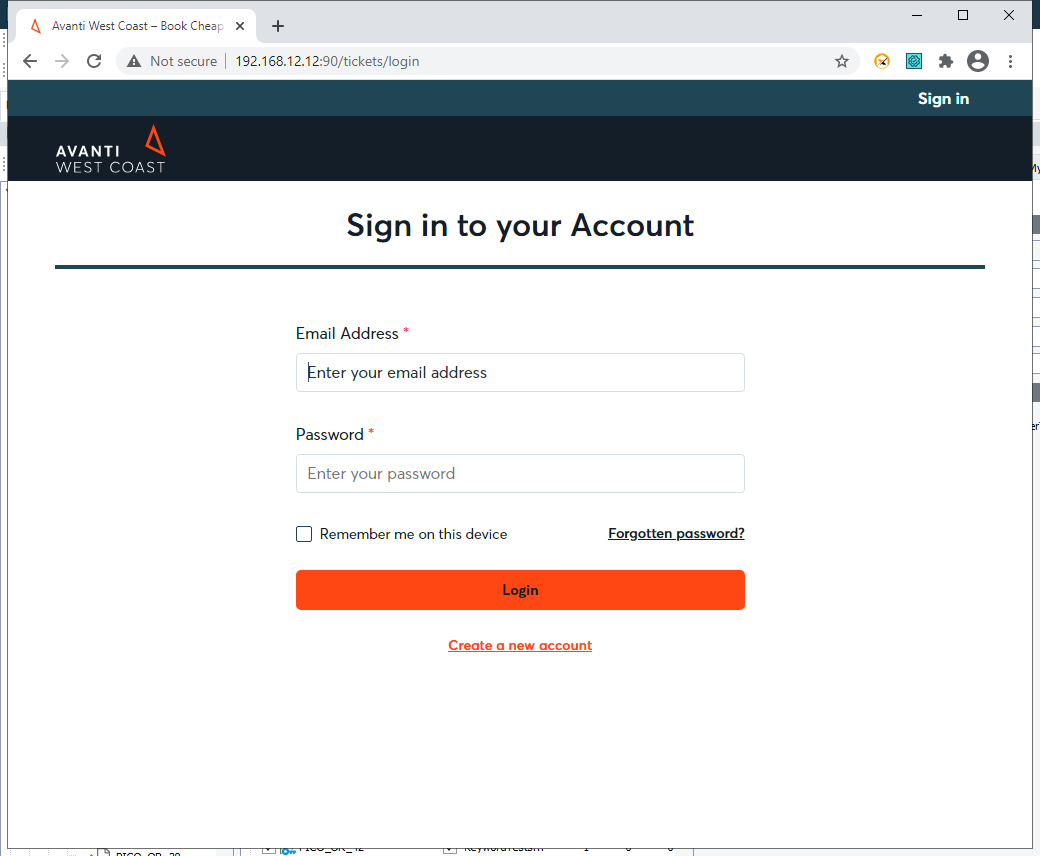 Avanti West Coast – Book Cheap
Not secure
192.168.12.12:90/tickets/login
Sign in
AVANTI
WEST COAST
Sign in to your Account
Email Address *
Enter your email address
Password *
Enter your password
Remember me on this device
Forgotten password?
Login
Create a new account